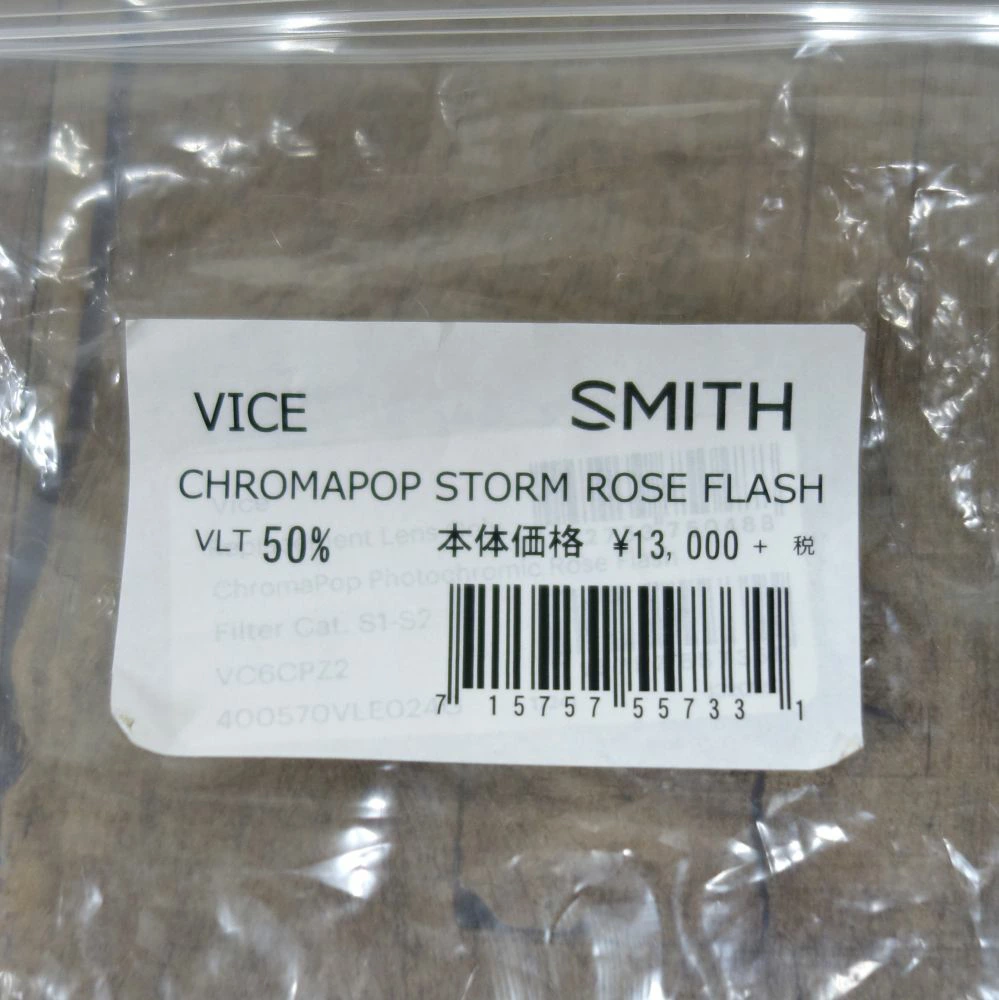 VICE SMITH
CHROMAPOP STORM ROSE FLASH
VLT 50% 本体価格 ¥13,000 + 税
7 15757 55733 1
Vice
ChromaPop Photochromic Rose Flash
Filter Cat. S1-S2
VC6CPZ2